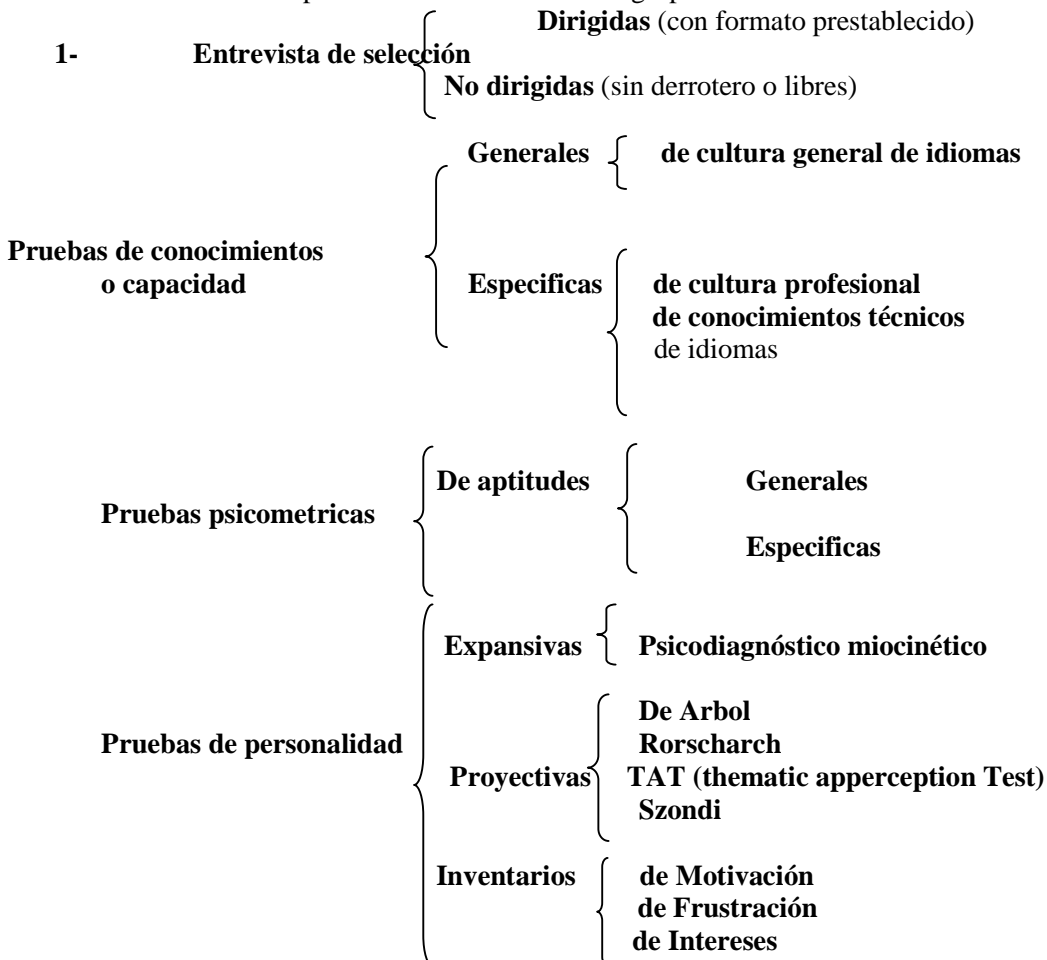 Dirigidas (con formato prestablecido)
1- Entrevista de selección
No dirigidas (sin derrotero o libres)
Generales de cultura general de idiomas
Pruebas de conocimientos
o capacidad Especificas de cultura profesional
de conocimientos técnicos
de idiomas
De aptitudes Generales
Pruebas psicometricas
Especificas
Expansivas Psicodiagnóstico miocinético
De Arbol
Pruebas de personalidad Rorscharch
Proyectivas TAT (thematic apperception Test)
Szondi
Inventarios de Motivación
de Frustración
de Intereses